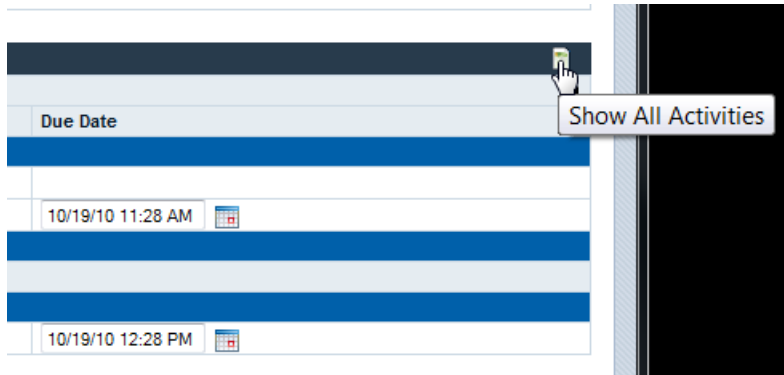 Show All Activities
Due Date
10/19/10 11:28 AM
10/19/10 12:28 PM